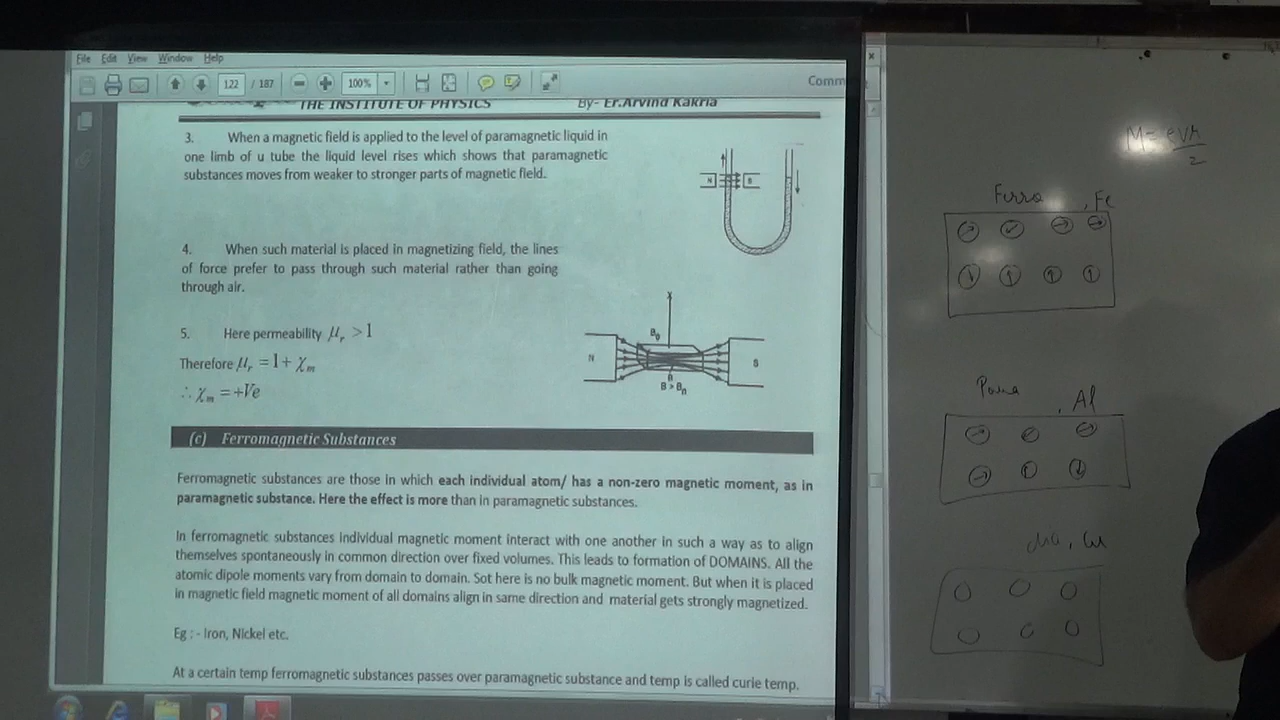 File Edit View Window Help
122 / 187
100%
Comm
THE INSTITUTE OF PHYSICS By- Er.Arvind Kakria
3. When a magnetic field is applied to the level of paramagnetic liquid in
one limb of u tube the liquid level rises which shows that paramagnetic
substances moves from weaker to stronger parts of magnetic field.
N S
4. When such material is placed in magnetizing field, the lines
of force prefer to pass through such material rather than going
through air.
5. Here permeability μr > 1
Therefore μr = 1 + χm
∴ χm = +Ve
N S
(c) Ferromagnetic Substances
Ferromagnetic substances are those in which each individual atom/ has a non-zero magnetic moment, as in
paramagnetic substance. Here the effect is more than in paramagnetic substances.
In ferromagnetic substances individual magnetic moment interact with one another in such a way as to align
themselves spontaneously in common direction over fixed volumes. This leads to formation of DOMAINS. All the
atomic dipole moments vary from domain to domain. Sot here is no bulk magnetic moment. But when it is placed
in magnetic field magnetic moment of all domains align in same direction and material gets strongly magnetized.
Eg : - Iron, Nickel etc.
At a certain temp ferromagnetic substances passes over paramagnetic substance and temp is called curie temp.
M = evr/2
Ferro , Fe
Para , Al
, Cu